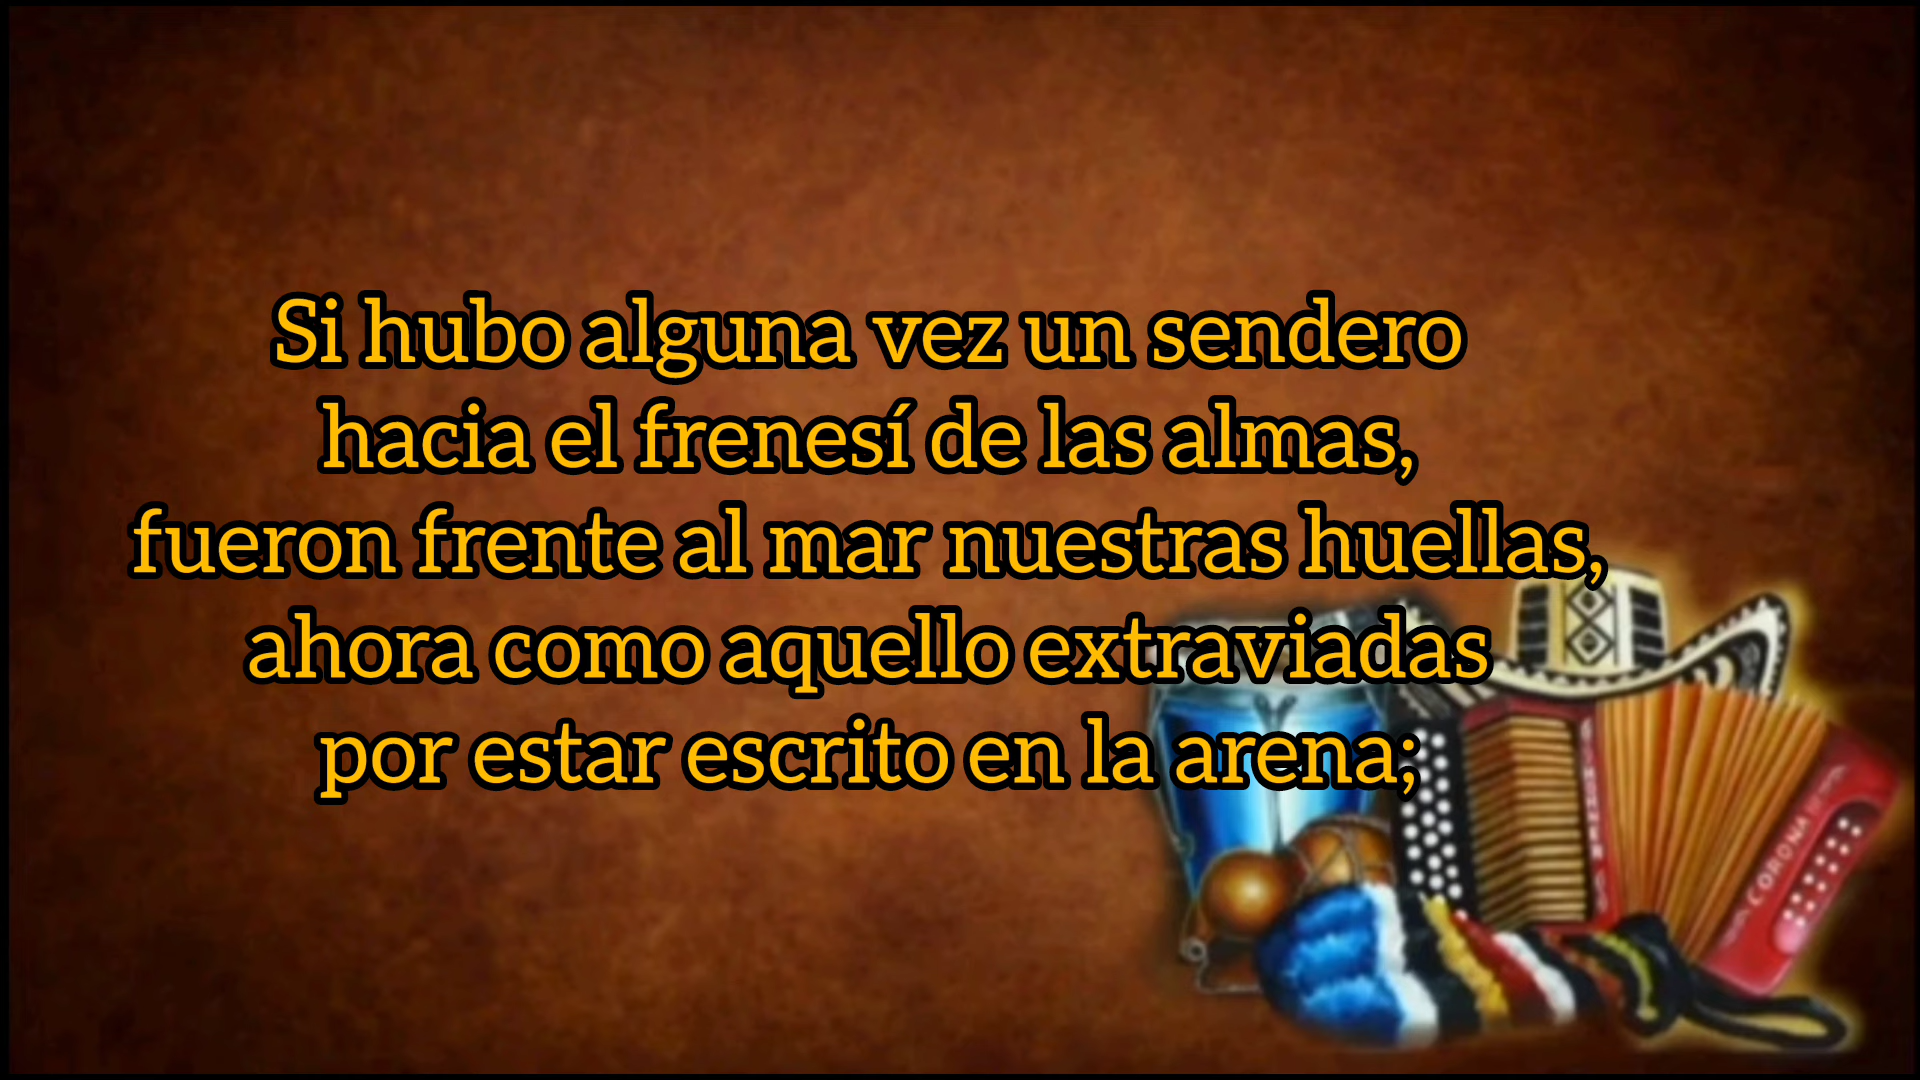 Si hubo alguna vez un sendero
hacia el frenesí de las almas,
fueron frente al mar nuestras huellas,
ahora como aquello extraviadas
por estar escrito en la arena;
CORONA